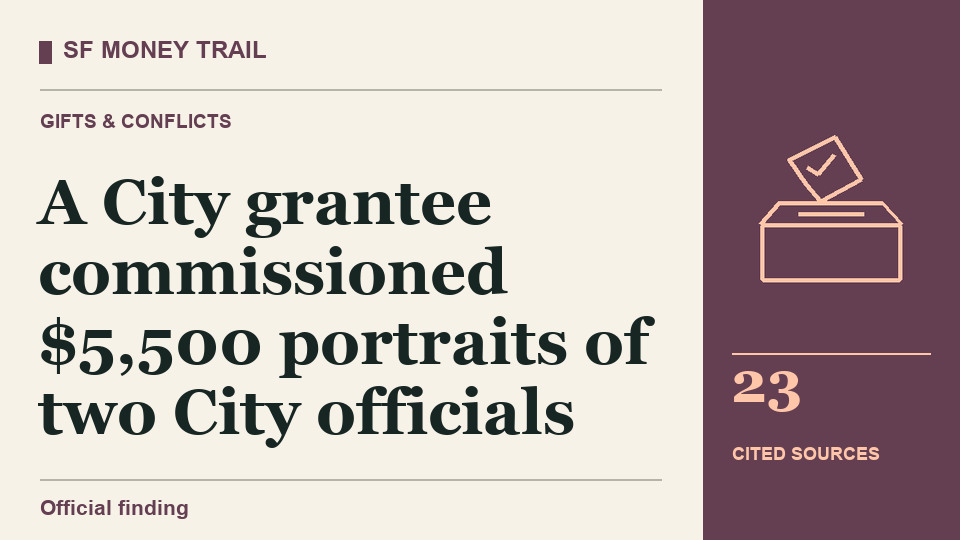 SF MONEY TRAIL
GIFTS & CONFLICTS
A City grantee
commissioned
$5,500 portraits of
two City officials
Official finding
23
CITED SOURCES